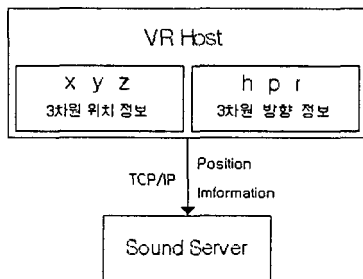 VR Host
x y z
3차원 위치 정보
h p r
3차원 방향 정보
TCP/IP
Position
Imformation
Sound Server